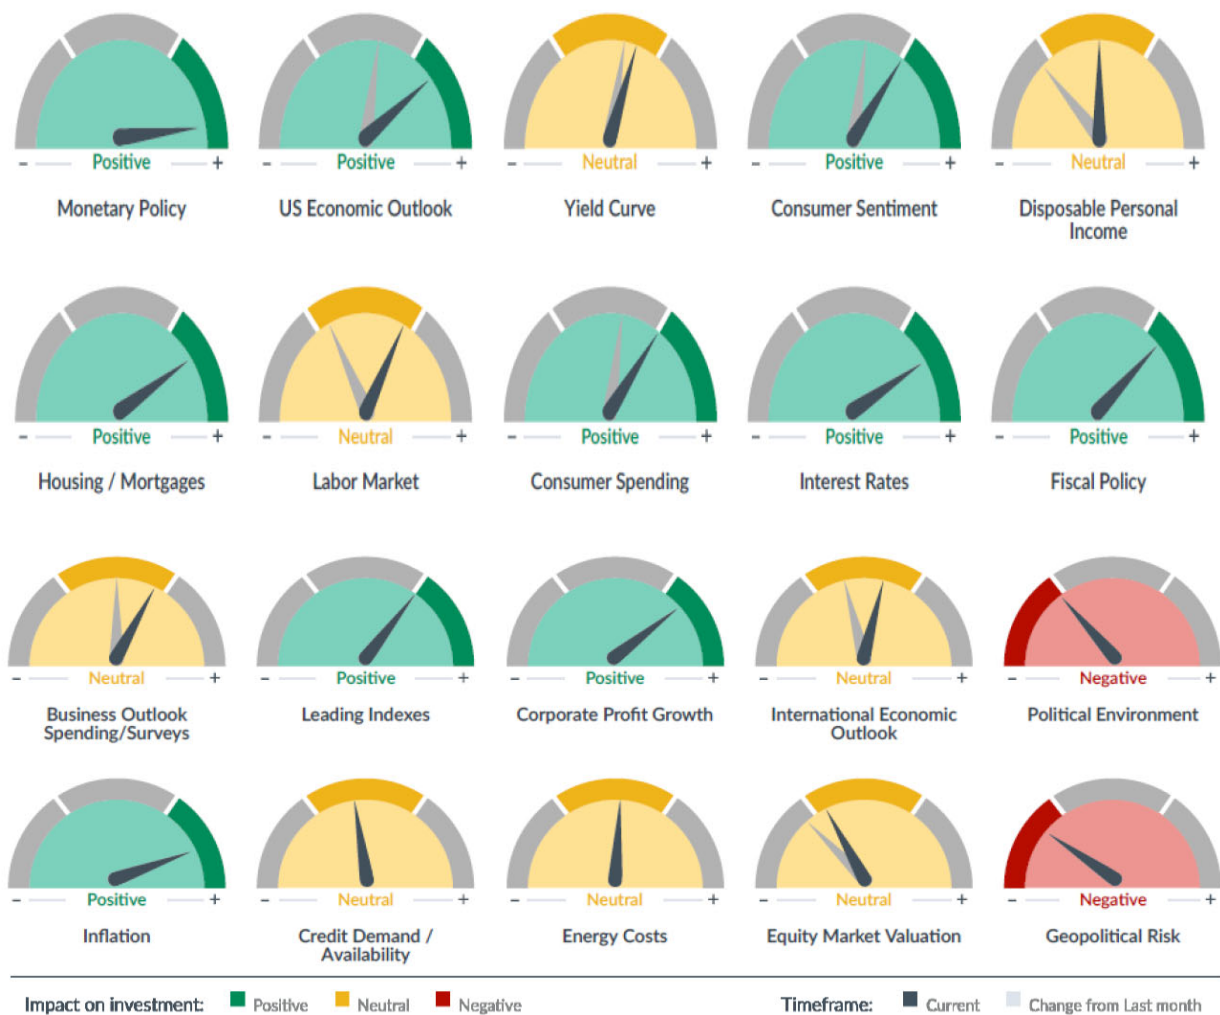 - Positive +
- Positive +
- Neutral +
- Positive +
- Neutral +
Monetary Policy
US Economic Outlook
Yield Curve
Consumer Sentiment
Disposable Personal
Income
- Positive +
- Neutral +
- Positive +
- Positive +
- Positive +
Housing / Mortgages
Labor Market
Consumer Spending
Interest Rates
Fiscal Policy
- Neutral +
- Positive +
- Positive +
- Neutral +
- Negative +
Business Outlook
Spending/Surveys
Leading Indexes
Corporate Profit Growth
International Economic
Outlook
Political Environment
- Positive +
- Neutral +
- Neutral +
- Neutral +
- Negative +
Inflation
Credit Demand /
Availability
Energy Costs
Equity Market Valuation
Geopolitical Risk
Impact on investment: Positive Neutral Negative
Timeframe: Current Change from Last month